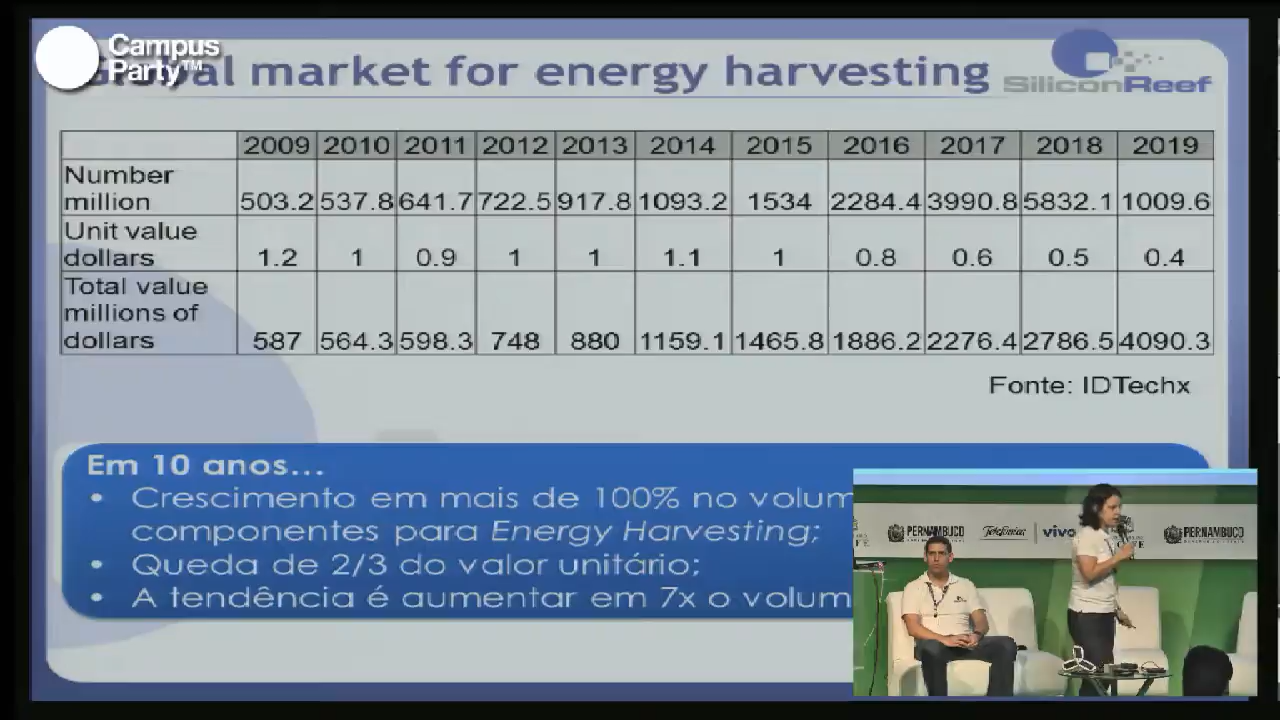 Campus
Party™
Global market for energy harvesting
SiliconReef
2009 2010 2011 2012 2013 2014 2015 2016 2017 2018 2019
Number
million 503.2 537.8 641.7 722.5 917.8 1093.2 1534 2284.4 3990.8 5832.1 1009.6
Unit value
dollars 1.2 1 0.9 1 1 1.1 1 0.8 0.6 0.5 0.4
Total value
millions of
dollars 587 564.3 598.3 748 880 1159.1 1465.8 1886.2 2276.4 2786.5 4090.3
Fonte: IDTechx
Em 10 anos...
• Crescimento em mais de 100% no volum
componentes para Energy Harvesting;
• Queda de 2/3 do valor unitário;
• A tendência é aumentar em 7x o volum
PERNAMBUCO Telefonica vivo PERNAMBUCO